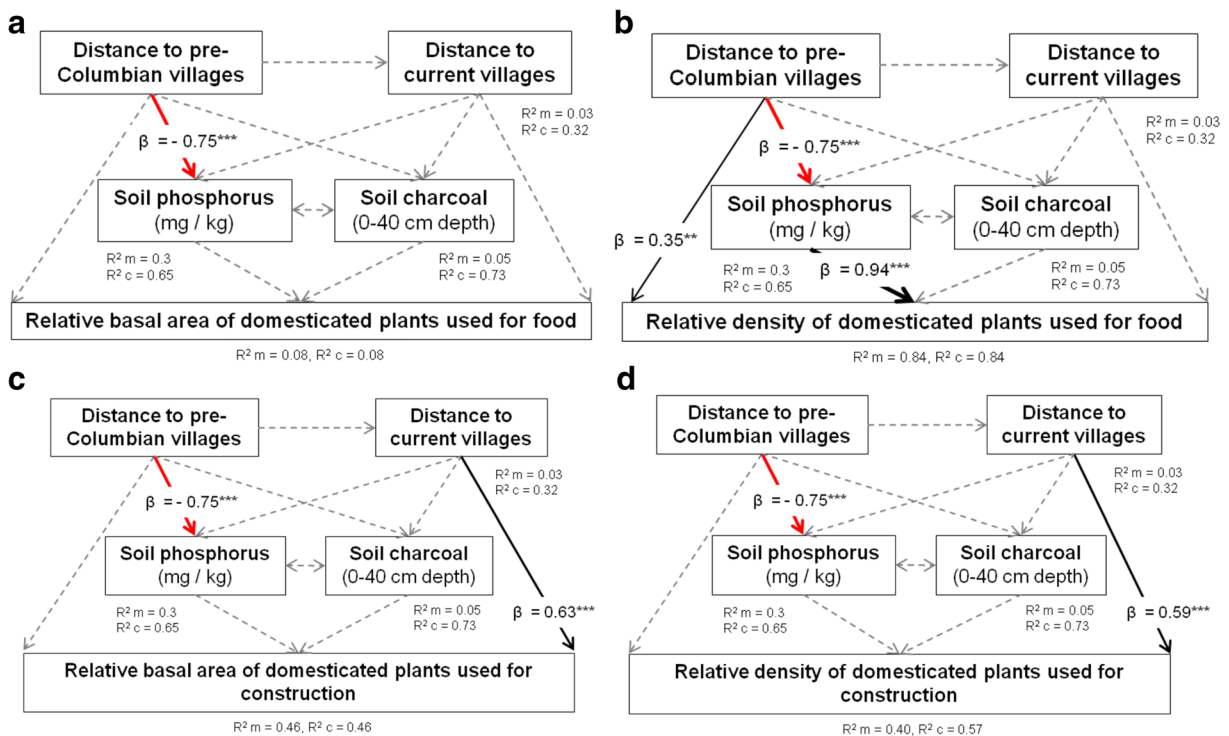 a
Distance to pre-
Columbian villages
Distance to
current villages
R² m = 0.03
R² c = 0.32
β = - 0.75***
Soil phosphorus
(mg / kg)
Soil charcoal
(0-40 cm depth)
R² m = 0.3
R² c = 0.65
R² m = 0.05
R² c = 0.73
Relative basal area of domesticated plants used for food
R² m = 0.08, R² c = 0.08
b
Distance to pre-
Columbian villages
Distance to
current villages
R² m = 0.03
R² c = 0.32
β = - 0.75***
Soil phosphorus
(mg / kg)
Soil charcoal
(0-40 cm depth)
β = 0.35**
R² m = 0.3
R² c = 0.65
β = 0.94***
R² m = 0.05
R² c = 0.73
Relative density of domesticated plants used for food
R² m = 0.84, R² c = 0.84
c
Distance to pre-
Columbian villages
Distance to
current villages
R² m = 0.03
R² c = 0.32
β = - 0.75***
Soil phosphorus
(mg / kg)
Soil charcoal
(0-40 cm depth)
R² m = 0.3
R² c = 0.65
R² m = 0.05
R² c = 0.73
β = 0.63***
Relative basal area of domesticated plants used for
construction
R² m = 0.46, R² c = 0.46
d
Distance to pre-
Columbian villages
Distance to
current villages
R² m = 0.03
R² c = 0.32
β = - 0.75***
Soil phosphorus
(mg / kg)
Soil charcoal
(0-40 cm depth)
R² m = 0.3
R² c = 0.65
R² m = 0.05
R² c = 0.73
β = 0.59***
Relative density of domesticated plants used for
construction
R² m = 0.40, R² c = 0.57